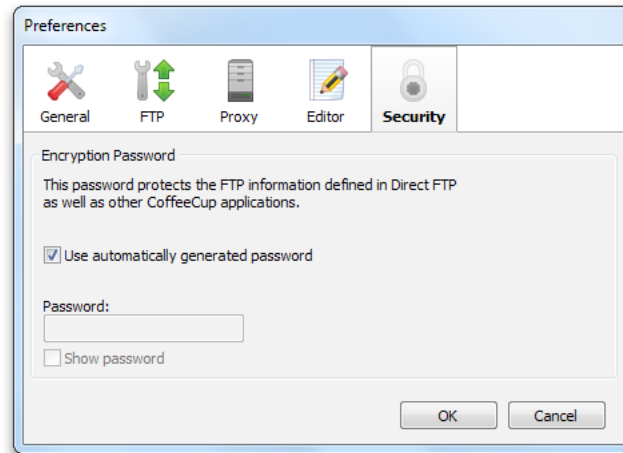 Preferences
General FTP Proxy Editor Security
Encryption Password
This password protects the FTP information defined in Direct FTP
as well as other CoffeeCup applications.
Use automatically generated password
Password:
Show password
OK Cancel